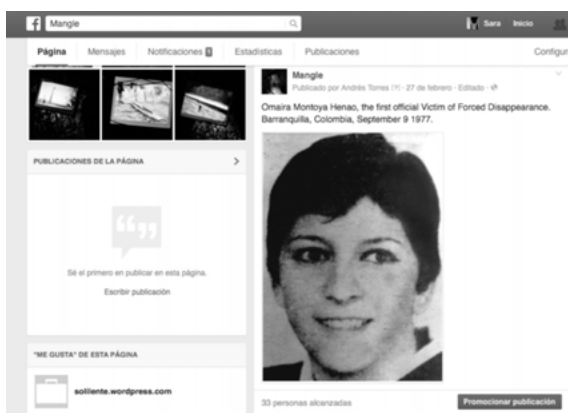 Mangle
Sara Inicio
Página Mensajes Notificaciones Estadísticas Publicaciones Configur
PUBLICACIONES DE LA PÁGINA
Sé el primero en publicar en esta página.
Escribir publicación
"ME GUSTA" DE ESTA PÁGINA
soliliente.wordpress.com
Mangle
Publicado por Andrés Torres [?] · 27 de febrero · Editado ·
Omaira Montoya Henao, the first official Victim of Forced Disappearance.
Barranquilla, Colombia, September 9 1977.
33 personas alcanzadas
Promocionar publicación